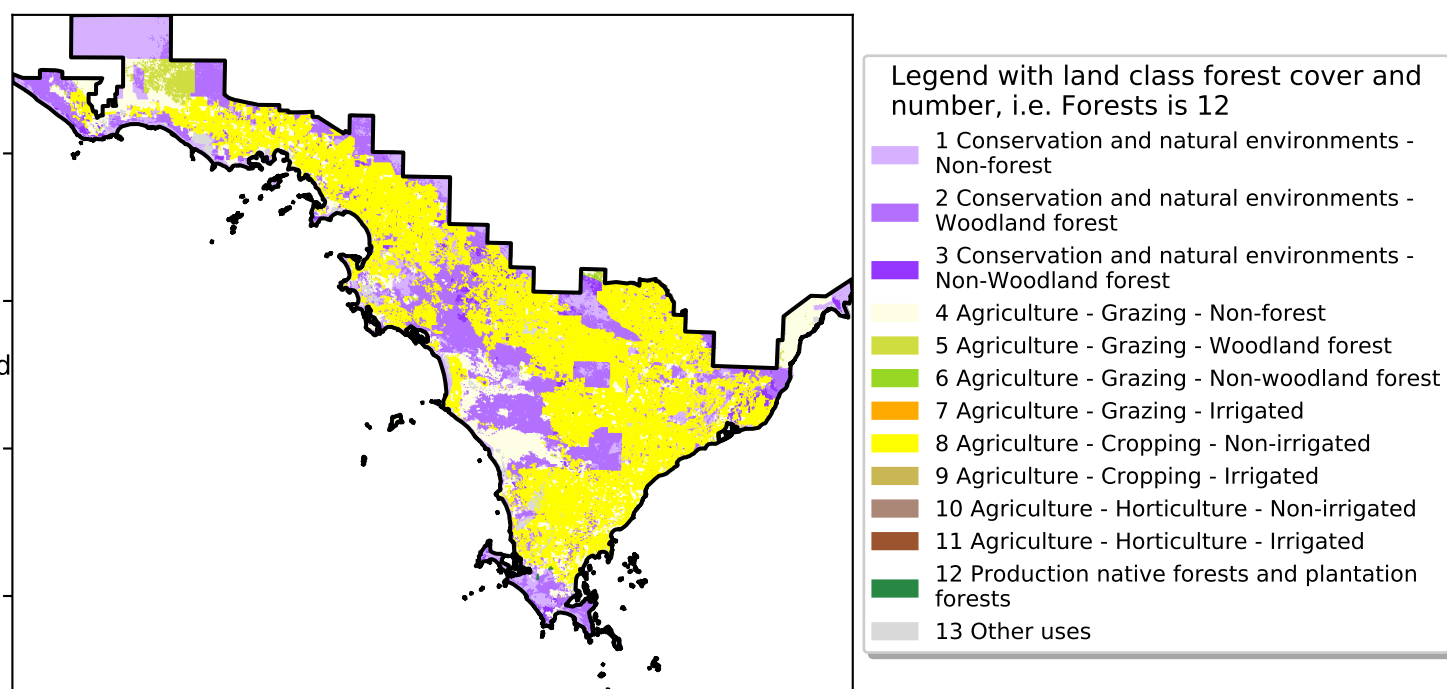 d
Legend with land class forest cover and
number, i.e. Forests is 12
1 Conservation and natural environments -
Non-forest
2 Conservation and natural environments -
Woodland forest
3 Conservation and natural environments -
Non-Woodland forest
4 Agriculture - Grazing - Non-forest
5 Agriculture - Grazing - Woodland forest
6 Agriculture - Grazing - Non-woodland forest
7 Agriculture - Grazing - Irrigated
8 Agriculture - Cropping - Non-irrigated
9 Agriculture - Cropping - Irrigated
10 Agriculture - Horticulture - Non-irrigated
11 Agriculture - Horticulture - Irrigated
12 Production native forests and plantation
forests
13 Other uses